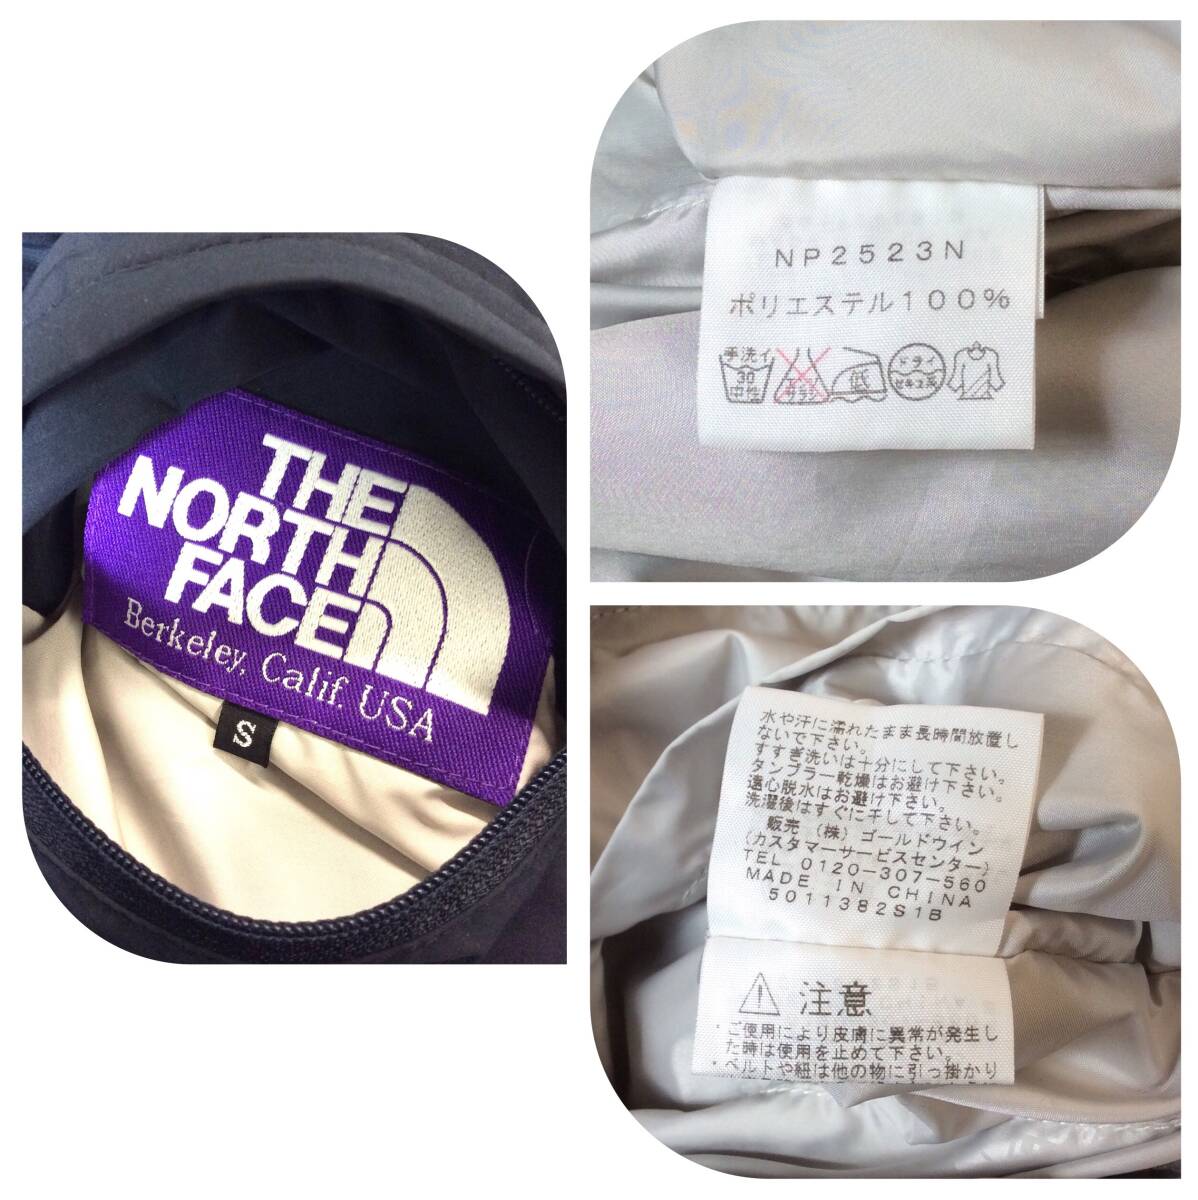 THE
NORTH
FACE
Berkeley, Calif. USA
S
NP2523N
ポリエステル100%
手洗イ
30
中性
サラシ
低
ドライ
セキユ系
水や汗に濡れたまま長時間放置し
ないで下さい。
すすぎ洗いは十分にして下さい。
タンブラー乾燥はお避け下さい。
遠心脱水はお避け下さい。
洗濯後はすぐに干して下さい。
販売 (株)ゴールドウイン
(カスタマーサービスセンター)
TEL 0120-307-560
MADE IN CHINA
5011382S1B
注意
・ご使用により皮膚に異常が発生し
た時は使用を止めて下さい。
・ベルトや紐は他の物に引っ掛かり